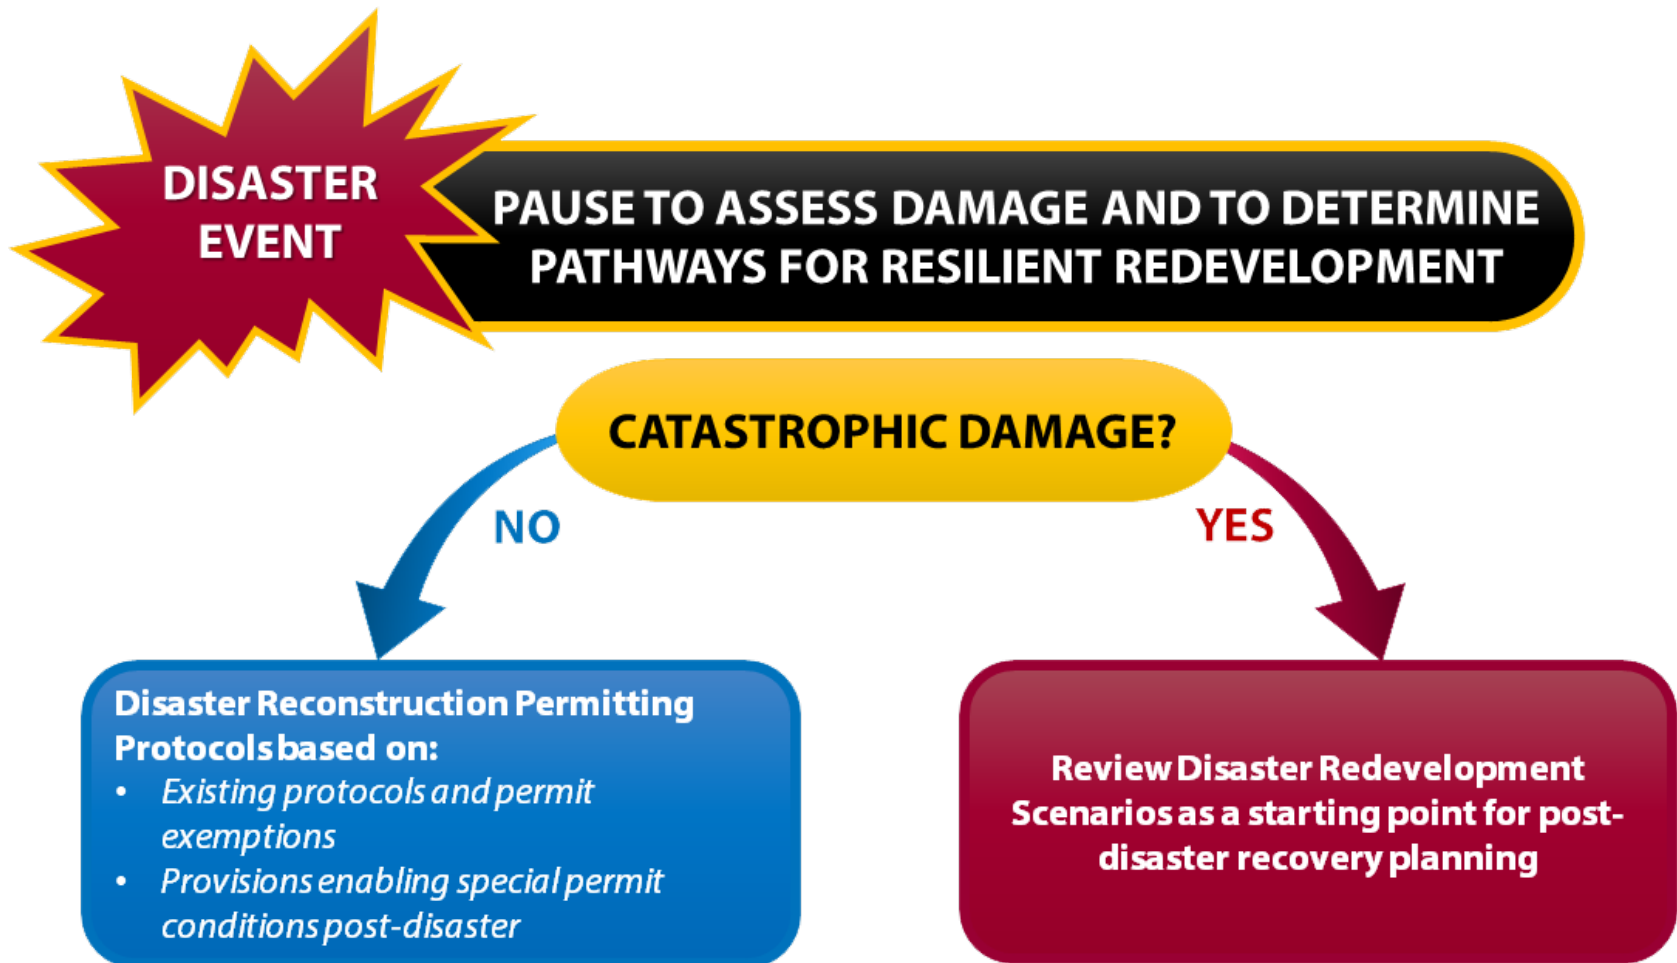 DISASTER
EVENT
PAUSE TO ASSESS DAMAGE AND TO DETERMINE
PATHWAYS FOR RESILIENT REDEVELOPMENT
CATASTROPHIC DAMAGE?
NO
YES
Disaster Reconstruction Permitting
Protocols based on:
• Existing protocols and permit
exemptions
• Provisions enabling special permit
conditions post-disaster
Review Disaster Redevelopment
Scenarios as a starting point for post-
disaster recovery planning